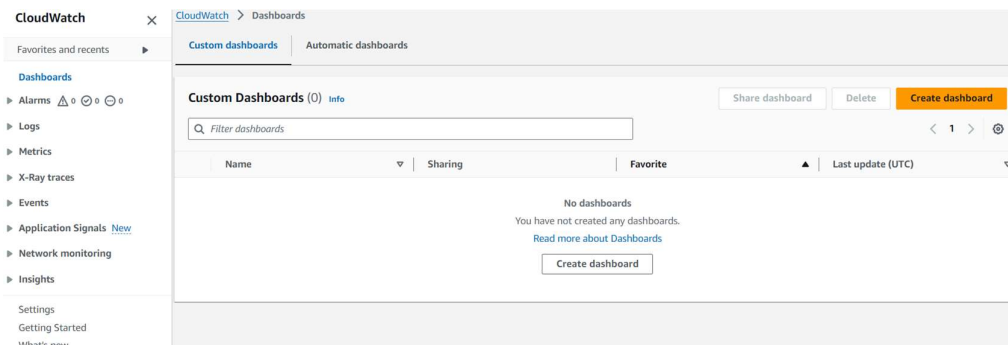 CloudWatch
Favorites and recents
Dashboards
Alarms 0 0 0
Logs
Metrics
X-Ray traces
Events
Application Signals New
Network monitoring
Insights
Settings
Getting Started
What's new
CloudWatch > Dashboards
Custom dashboards Automatic dashboards
Custom Dashboards (0) Info
Share dashboard Delete Create dashboard
Filter dashboards
1
Name Sharing Favorite Last update (UTC)
No dashboards
You have not created any dashboards.
Read more about Dashboards
Create dashboard